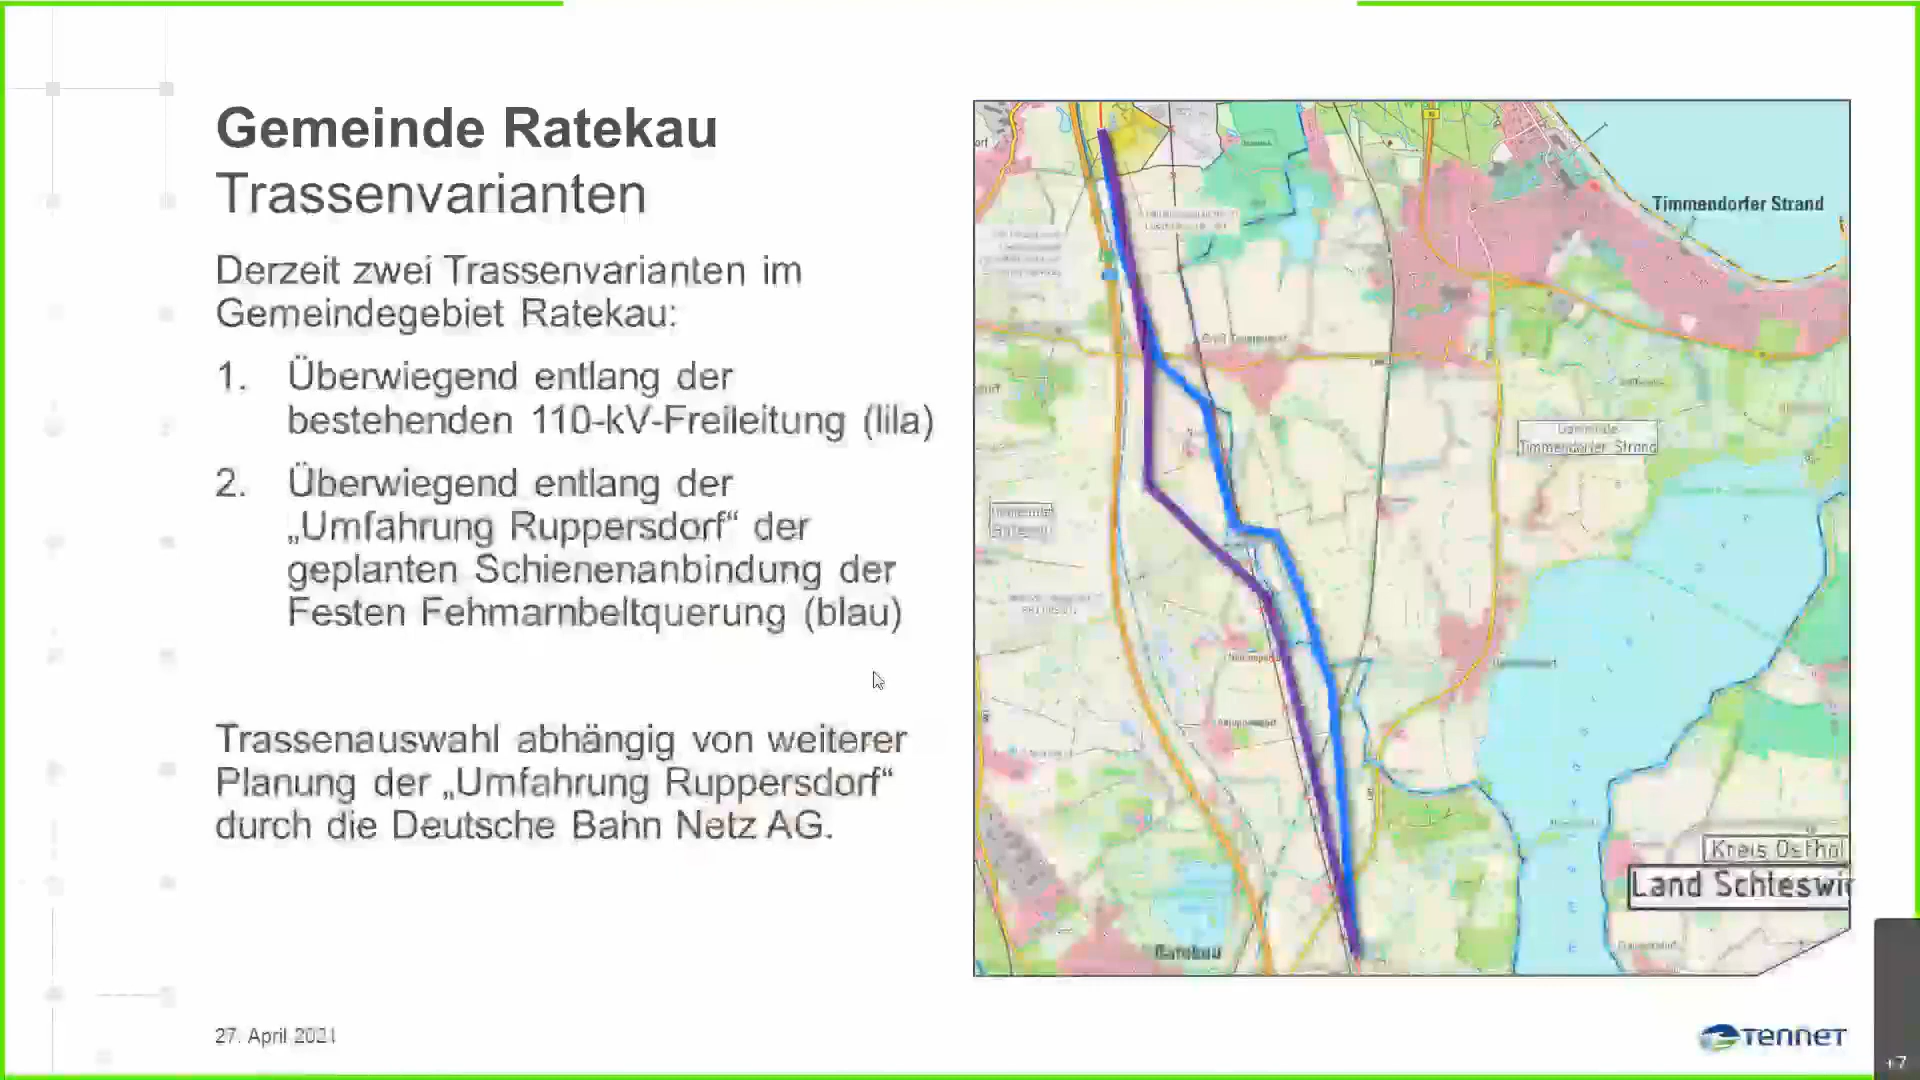 Gemeinde Ratekau
Trassenvarianten
Derzeit zwei Trassenvarianten im
Gemeindegebiet Ratekau:
1. Überwiegend entlang der
bestehenden 110-kV-Freileitung (lila)
2. Überwiegend entlang der
„Umfahrung Ruppersdorf“ der
geplanten Schienenanbindung der
Festen Fehmarnbeltquerung (blau)
Trassenauswahl abhängig von weiterer
Planung der „Umfahrung Ruppersdorf“
durch die Deutsche Bahn Netz AG.
27. April 2021
Timmendorfer Strand
Gemeinde
Timmendorfer Strand
Kreis Osthol
Land Schleswi
Ratekau
TenneT
+7